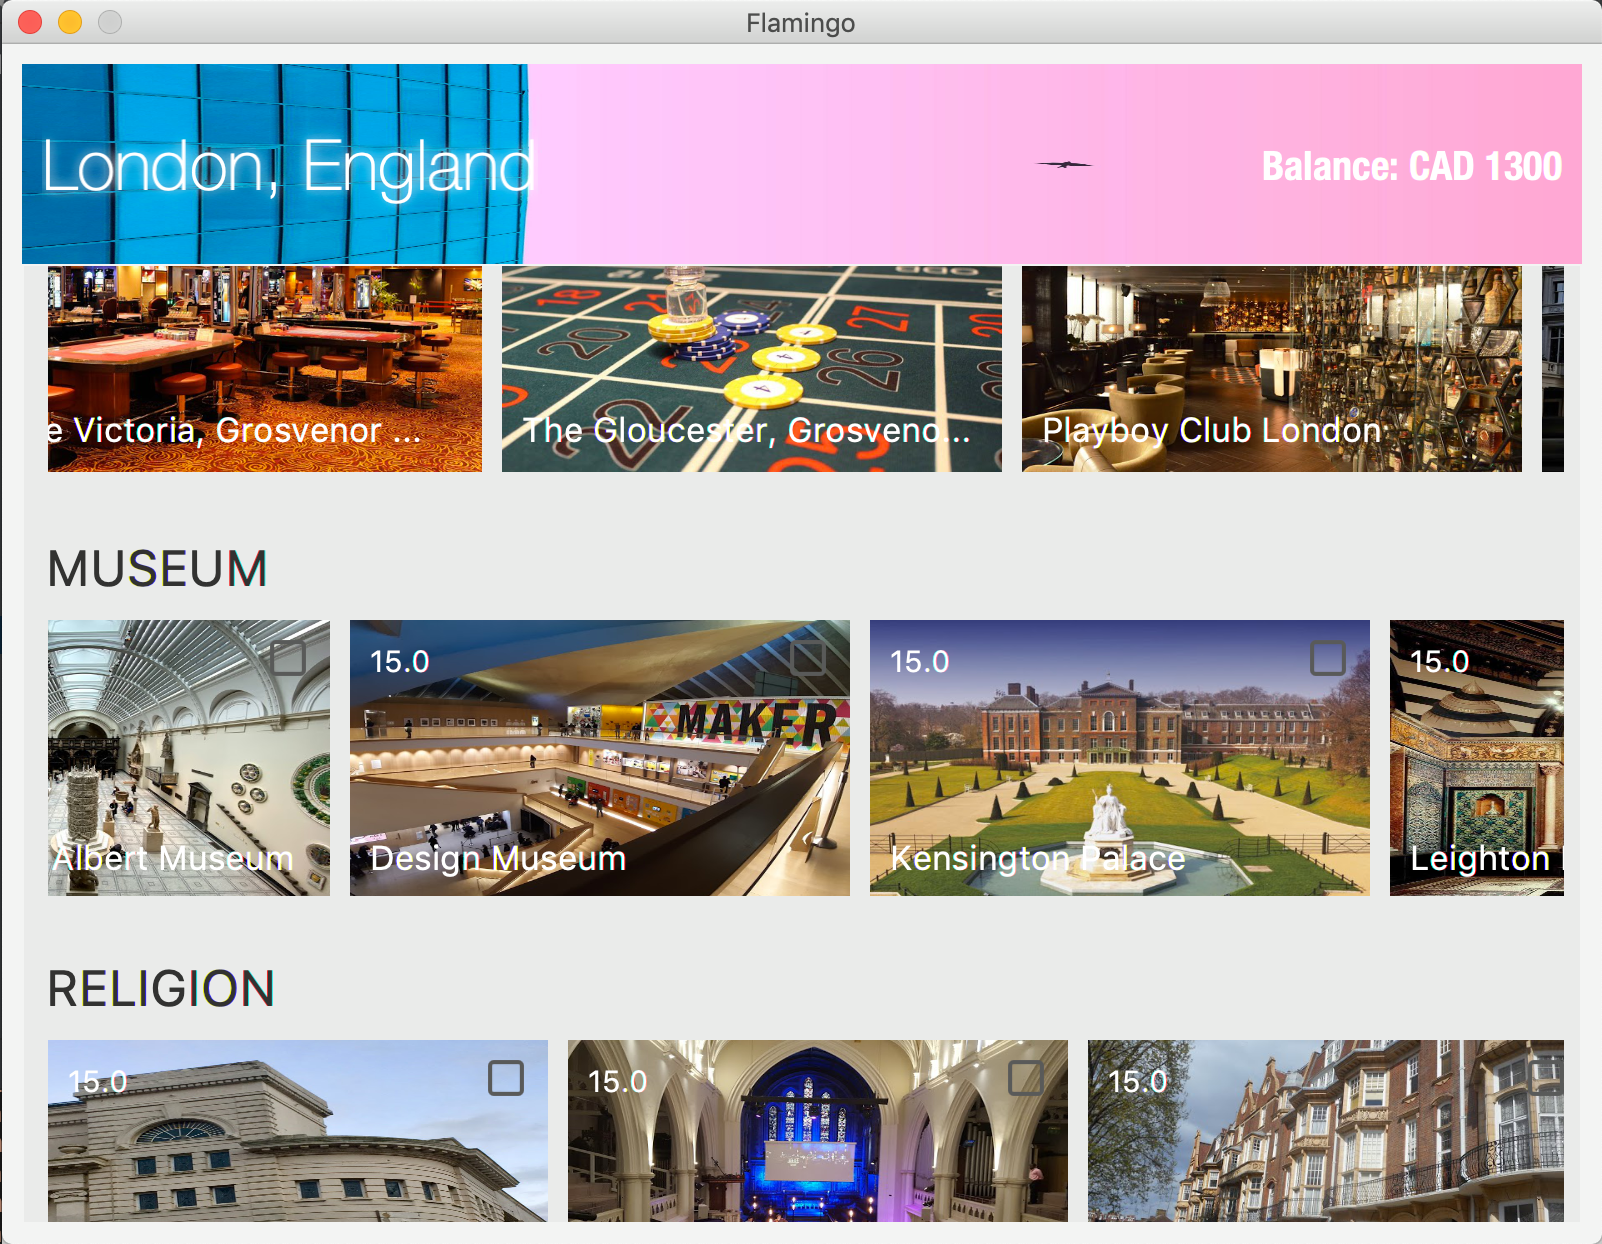 Flamingo
London, England
Balance: CAD 1300
e Victoria, Grosvenor ...
The Gloucester, Grosveno...
Playboy Club London
MUSEUM
15.0
15.0
15.0
MAKER
Albert Museum
Design Museum
Kensington Palace
Leighton
RELIGION
15.0
15.0
15.0